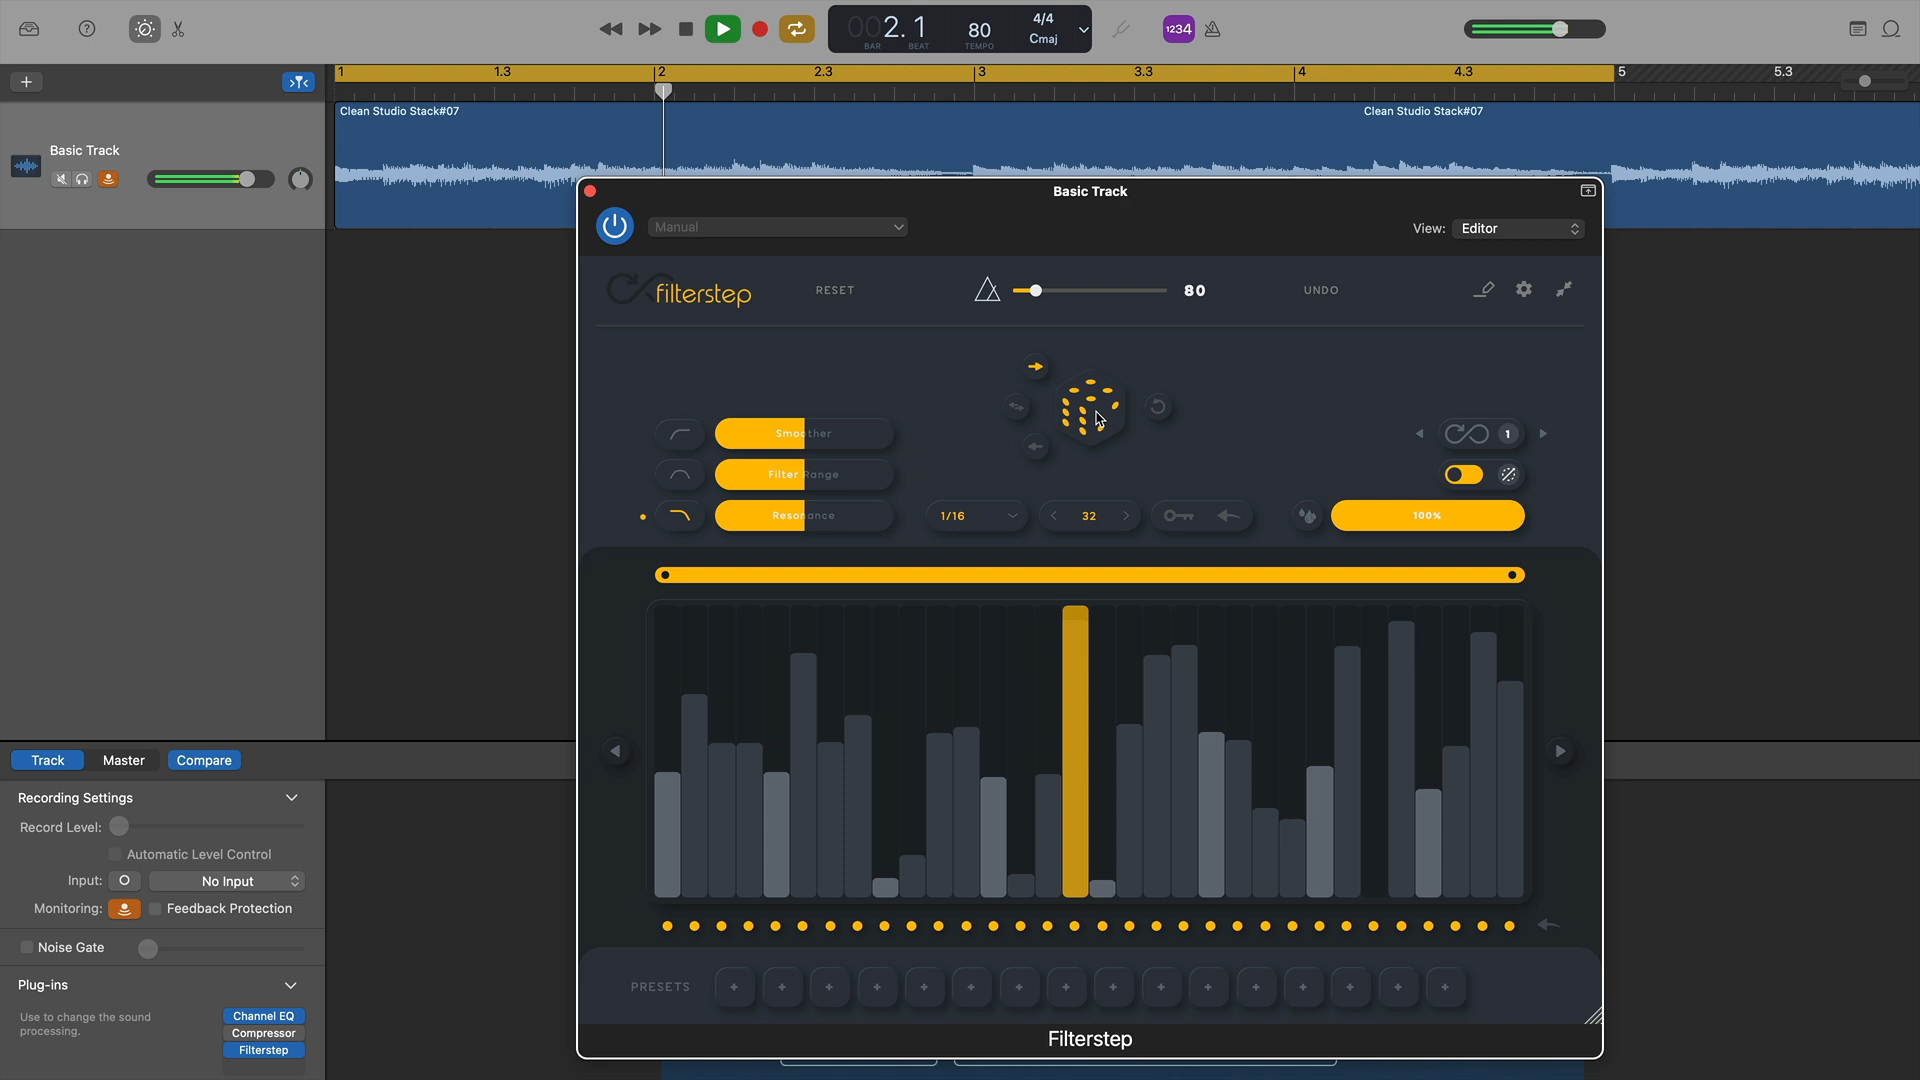 002.1
BAR
BEAT
80
TEMPO
4/4
Cmaj
1234
1
1.3
2
2.3
3
3.3
4
4.3
5
5.3
Clean Studio Stack#07
Clean Studio Stack#07
Basic Track
Basic Track
Manual
View:
Editor
filterstep
RESET
80
UNDO
Smoother
Filter Range
Resonance
1/16
32
1
100%
PRESETS
Filterstep
Track
Master
Compare
Recording Settings
Record Level:
Automatic Level Control
Input:
No Input
Monitoring:
Feedback Protection
Noise Gate
Plug-ins
Use to change the sound
processing.
Channel EQ
Compressor
Filterstep